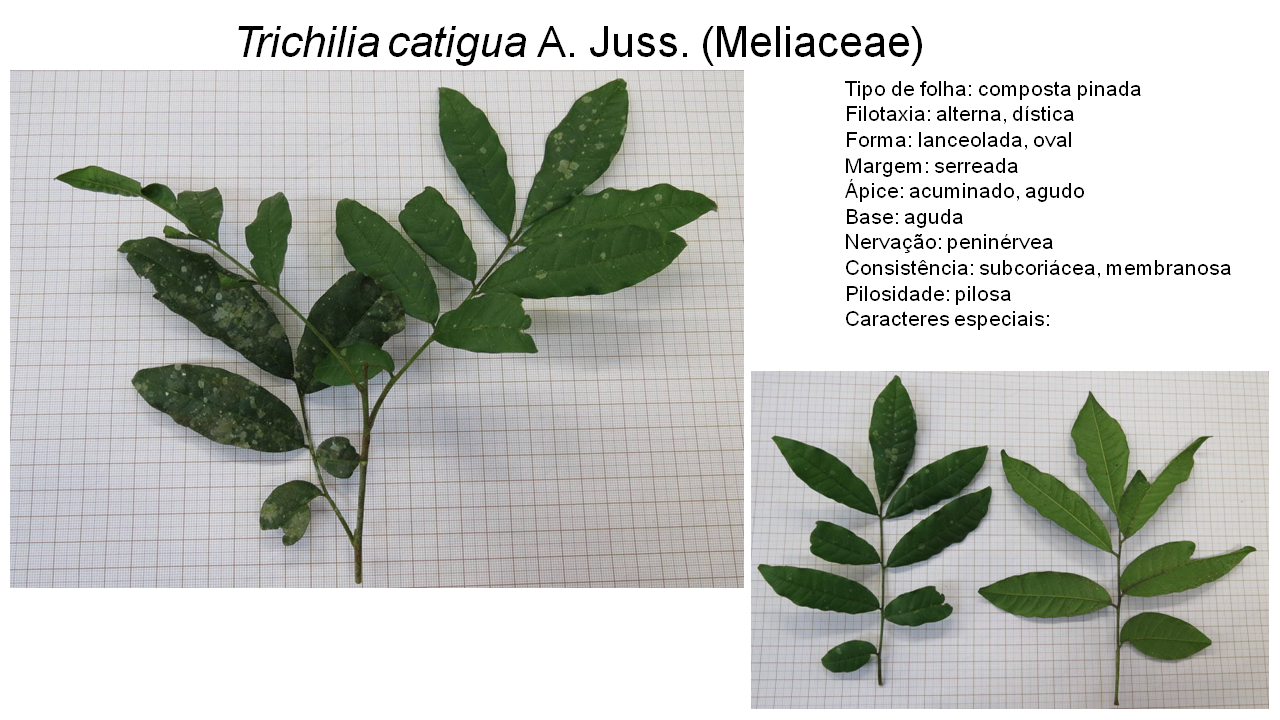 Trichilia catigua A. Juss. (Meliaceae)
Tipo de folha: composta pinada
Filotaxia: alterna, dística
Forma: lanceolada, oval
Margem: serreada
Ápice: acuminado, agudo
Base: aguda
Nervação: peninérvea
Consistência: subcoriácea, membranosa
Pilosidade: pilosa
Caracteres especiais: